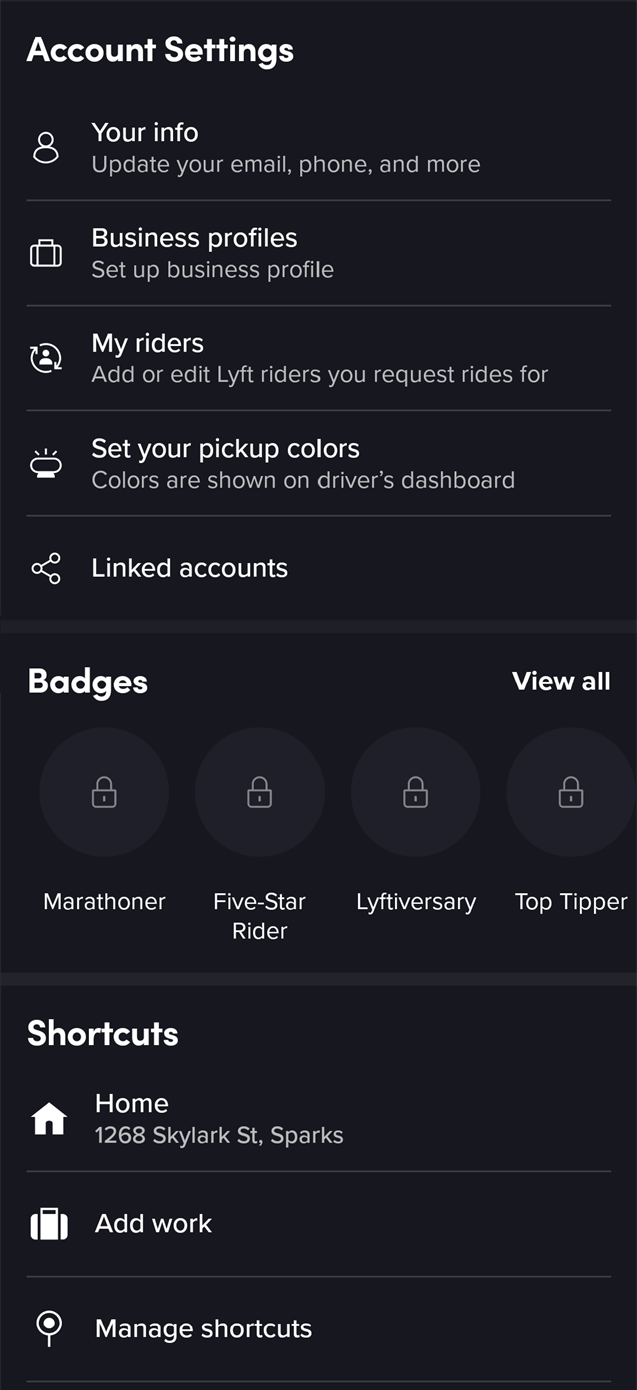 Account Settings
Your info
Update your email, phone, and more
Business profiles
Set up business profile
My riders
Add or edit Lyft riders you request rides for
Set your pickup colors
Colors are shown on driver’s dashboard
Linked accounts
Badges
View all
Marathoner
Five-Star
Rider
Lyftiversary
Top Tipper
Shortcuts
Home
1268 Skylark St, Sparks
Add work
Manage shortcuts